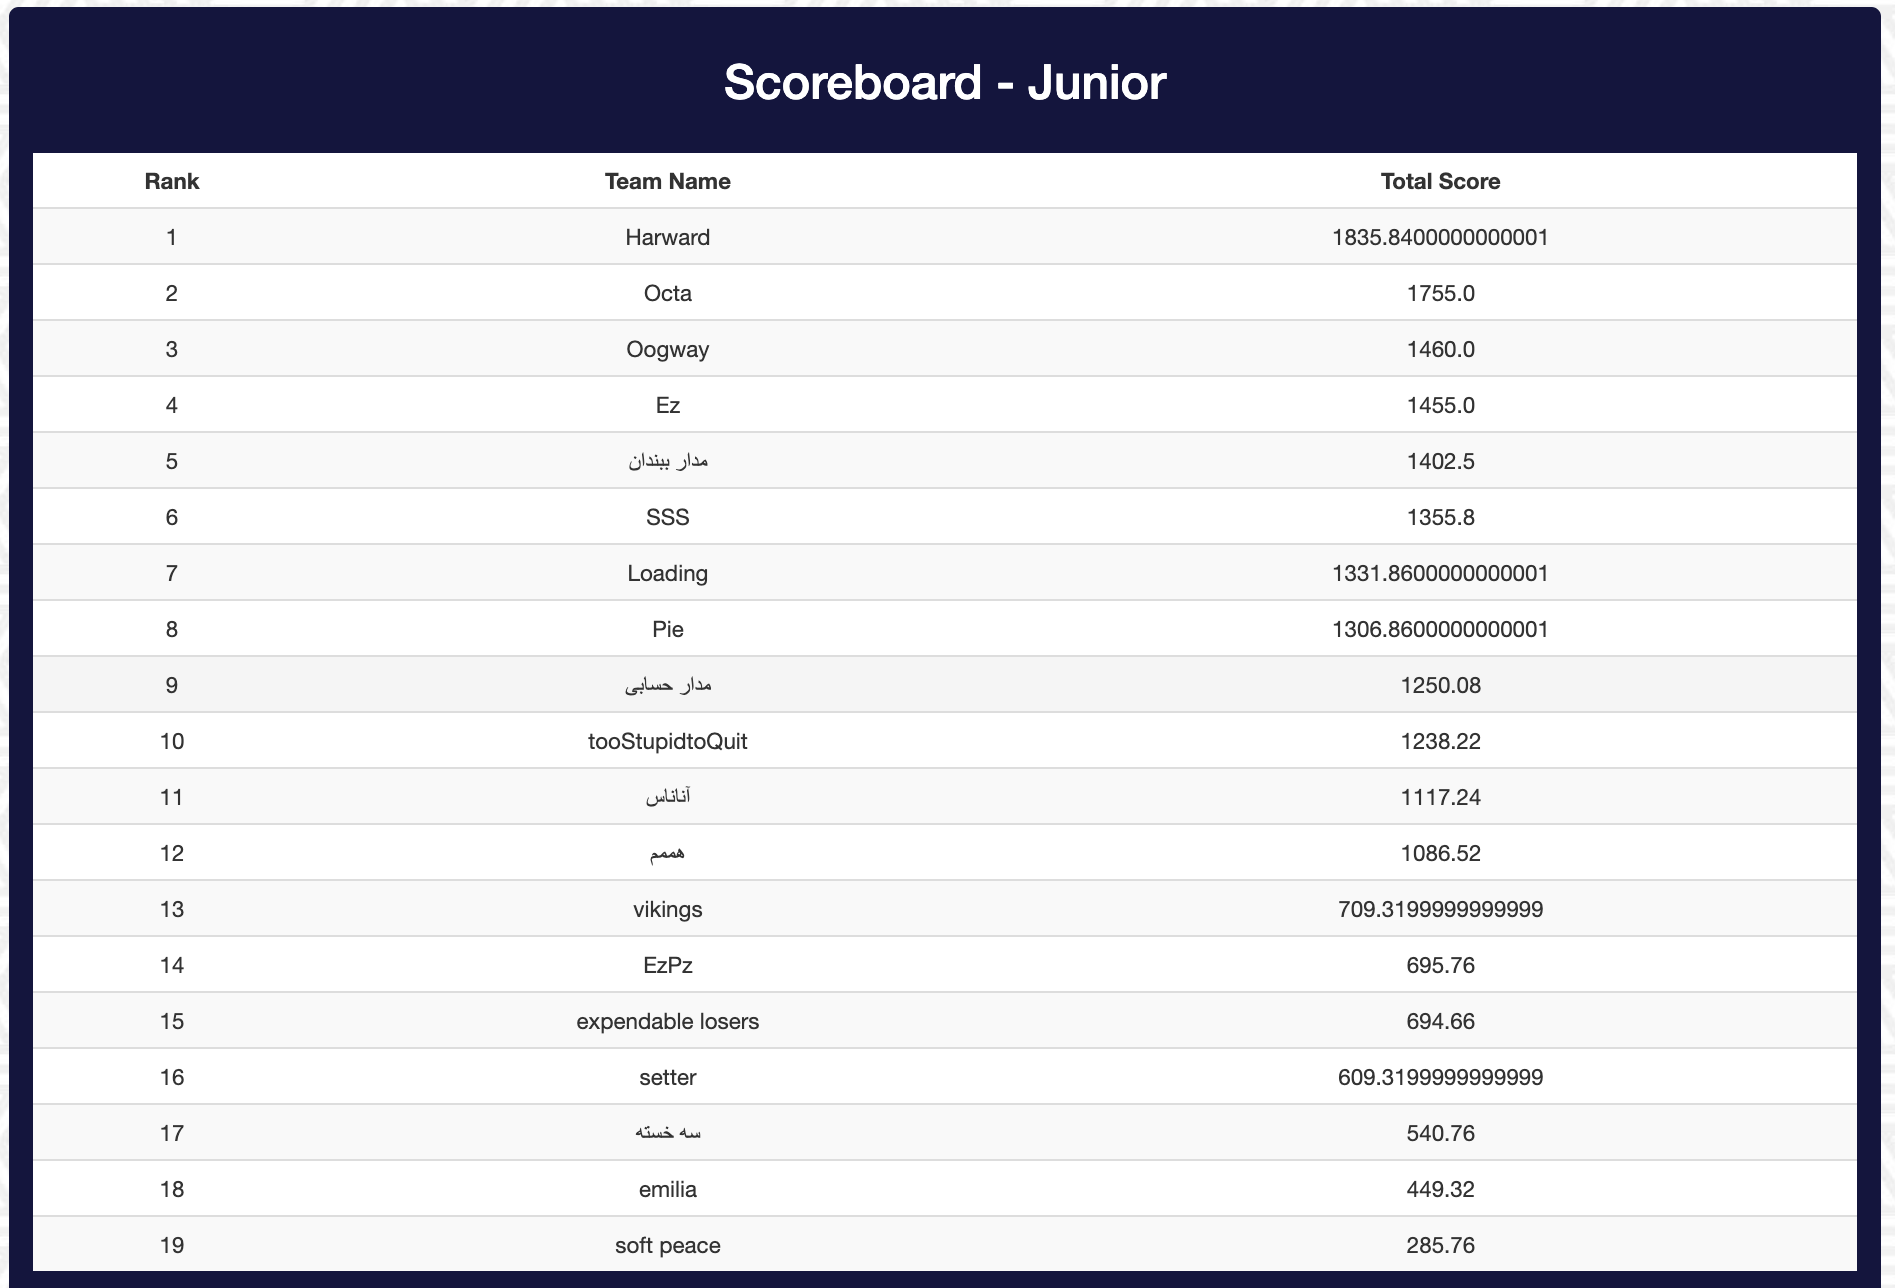 Scoreboard - Junior
Rank Team Name Total Score
1 Harward 1835.8400000000001
2 Octa 1755.0
3 Oogway 1460.0
4 Ez 1455.0
5 مدار ببندان 1402.5
6 SSS 1355.8
7 Loading 1331.8600000000001
8 Pie 1306.8600000000001
9 مدار حسابی 1250.08
10 tooStupidtoQuit 1238.22
11 آناناس 1117.24
12 هممم 1086.52
13 vikings 709.3199999999999
14 EzPz 695.76
15 expendable losers 694.66
16 setter 609.3199999999999
17 سه خسته 540.76
18 emilia 449.32
19 soft peace 285.76